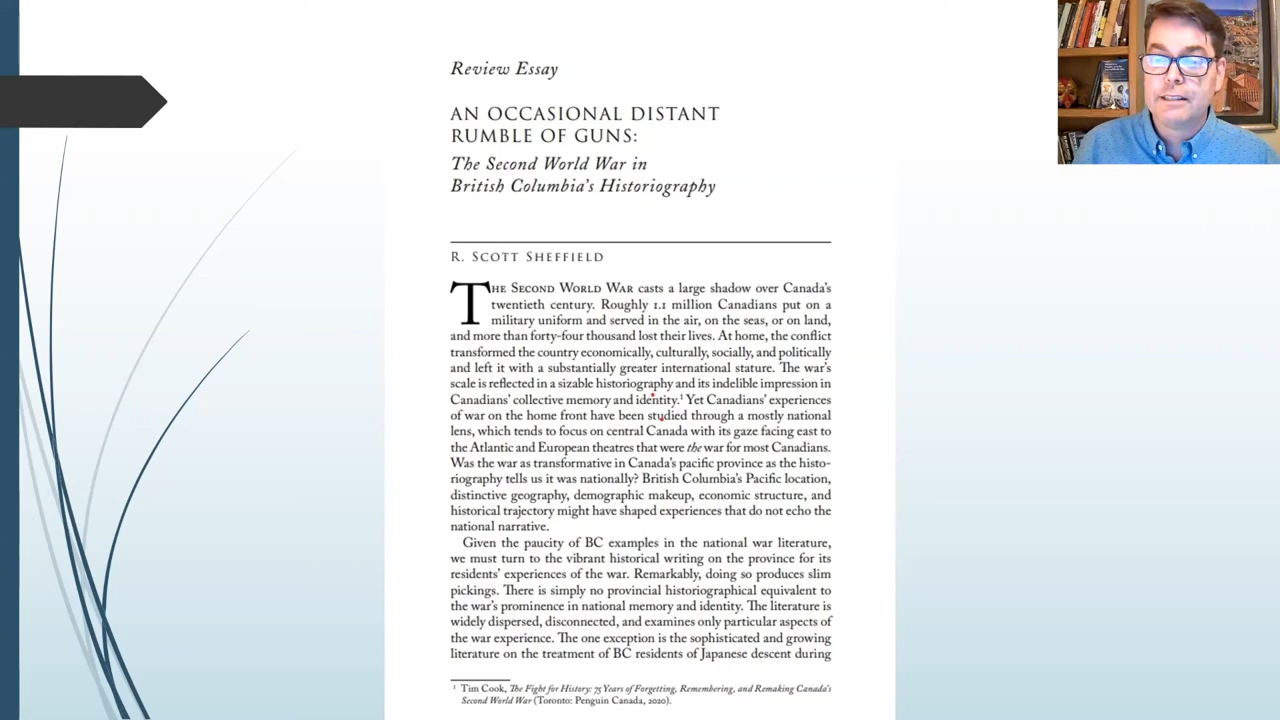 Review Essay
AN OCCASIONAL DISTANT
RUMBLE OF GUNS:
The Second World War in
British Columbia's Historiography
R. Scott Sheffield
The Second World War casts a large shadow over Canada's
twentieth century. Roughly 1.1 million Canadians put on a
military uniform and served in the air, on the seas, or on land,
and more than forty-four thousand lost their lives. At home, the conflict
transformed the country economically, culturally, socially, and politically
and left it with a substantially greater international stature. The war's
scale is reflected in a sizable historiography and its indelible impression in
Canadians' collective memory and identity.¹ Yet Canadians' experiences
of war on the home front have been studied through a mostly national
lens, which tends to focus on central Canada with its gaze facing east to
the Atlantic and European theatres that were the war for most Canadians.
Was the war as transformative in Canada's pacific province as the histo-
riography tells us it was nationally? British Columbia's Pacific location,
distinctive geography, demographic makeup, economic structure, and
historical trajectory might have shaped experiences that do not echo the
national narrative.
Given the paucity of BC examples in the national war literature,
we must turn to the vibrant historical writing on the province for its
residents' experiences of the war. Remarkably, doing so produces slim
pickings. There is simply no provincial historiographical equivalent to
the war's prominence in national memory and identity. The literature is
widely dispersed, disconnected, and examines only particular aspects of
the war experience. The one exception is the sophisticated and growing
literature on the treatment of BC residents of Japanese descent during
¹ Tim Cook, The Fight for History: 75 Years of Forgetting, Remembering, and Remaking Canada's
Second World War (Toronto: Penguin Canada, 2020).